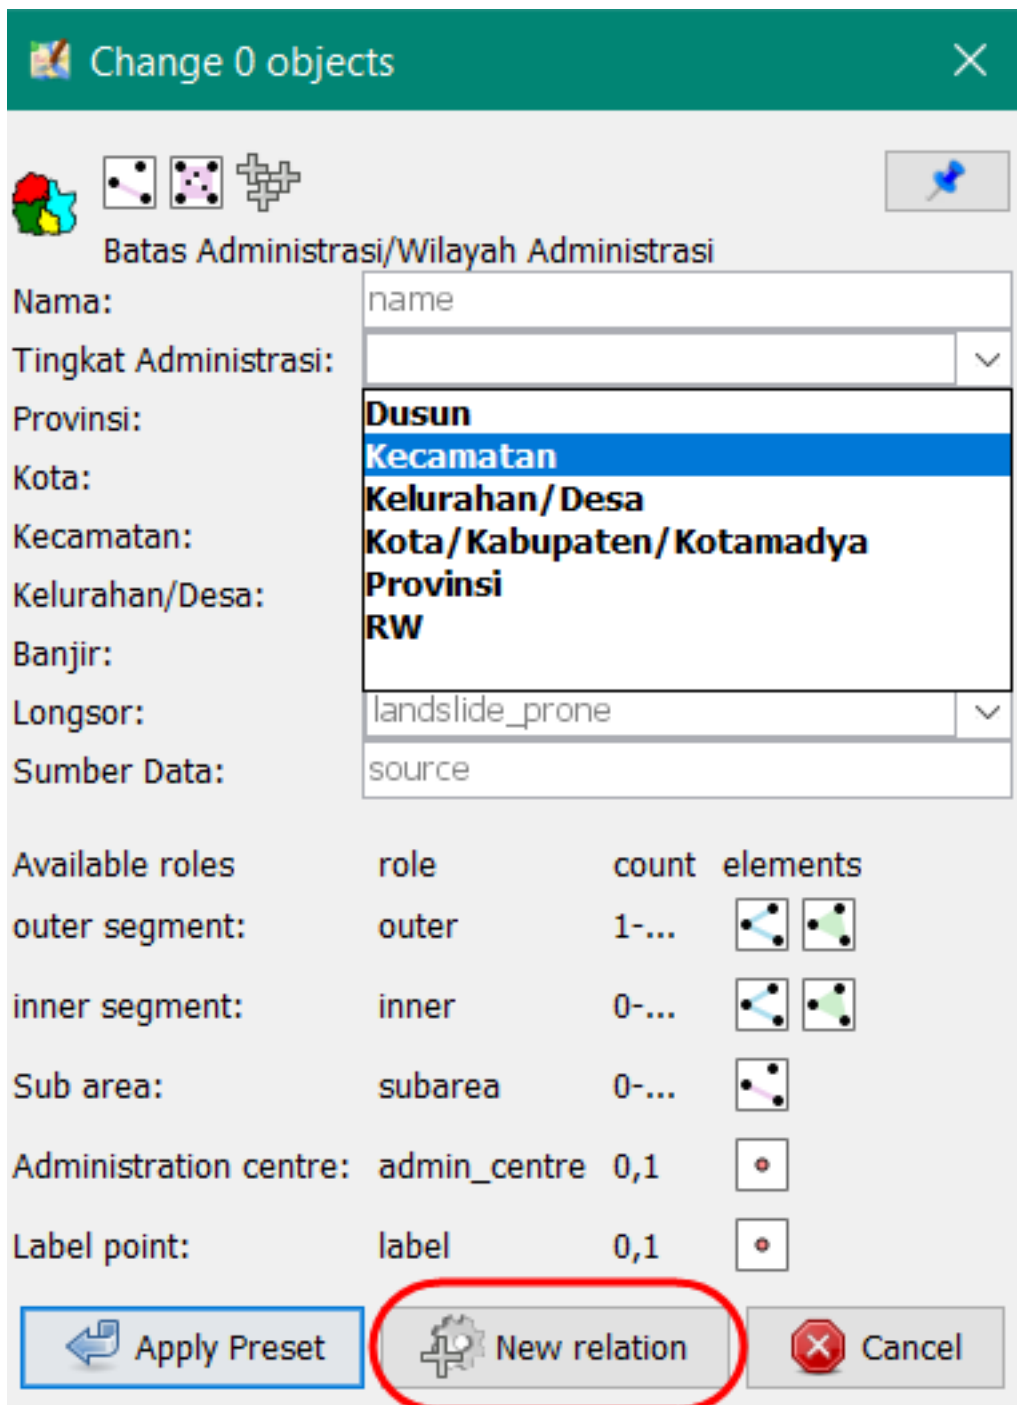 Change 0 objects
Batas Administrasi/Wilayah Administrasi
Nama: name
Tingkat Administrasi:
Provinsi: Dusun
Kecamatan
Kota: Kelurahan/Desa
Kecamatan: Kota/Kabupaten/Kotamadya
Kelurahan/Desa: Provinsi
RW
Banjir:
Longsor: landslide_prone
Sumber Data: source
Available roles role count elements
outer segment: outer 1-...
inner segment: inner 0-...
Sub area: subarea 0-...
Administration centre: admin_centre 0,1
Label point: label 0,1
Apply Preset New relation Cancel